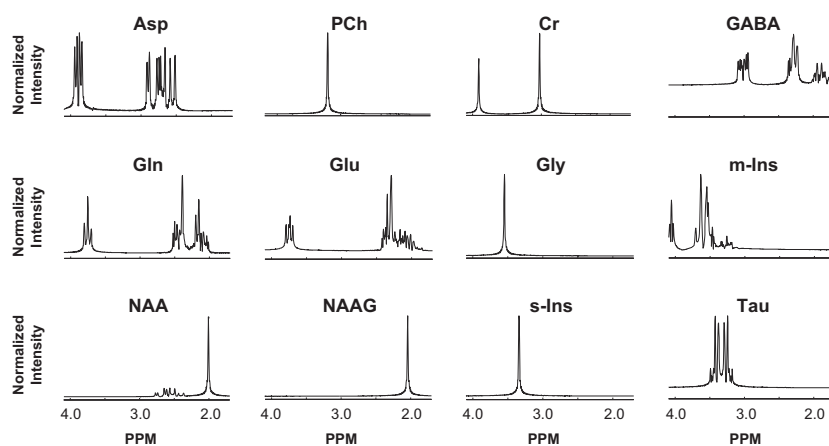 Asp PCh Cr GABA
Normalized
Intensity
Gln Glu Gly m-Ins
Normalized
Intensity
NAA NAAG s-Ins Tau
Normalized
Intensity
4.0 3.0 2.0 4.0 3.0 2.0 4.0 3.0 2.0 4.0 3.0 2.0
PPM PPM PPM PPM